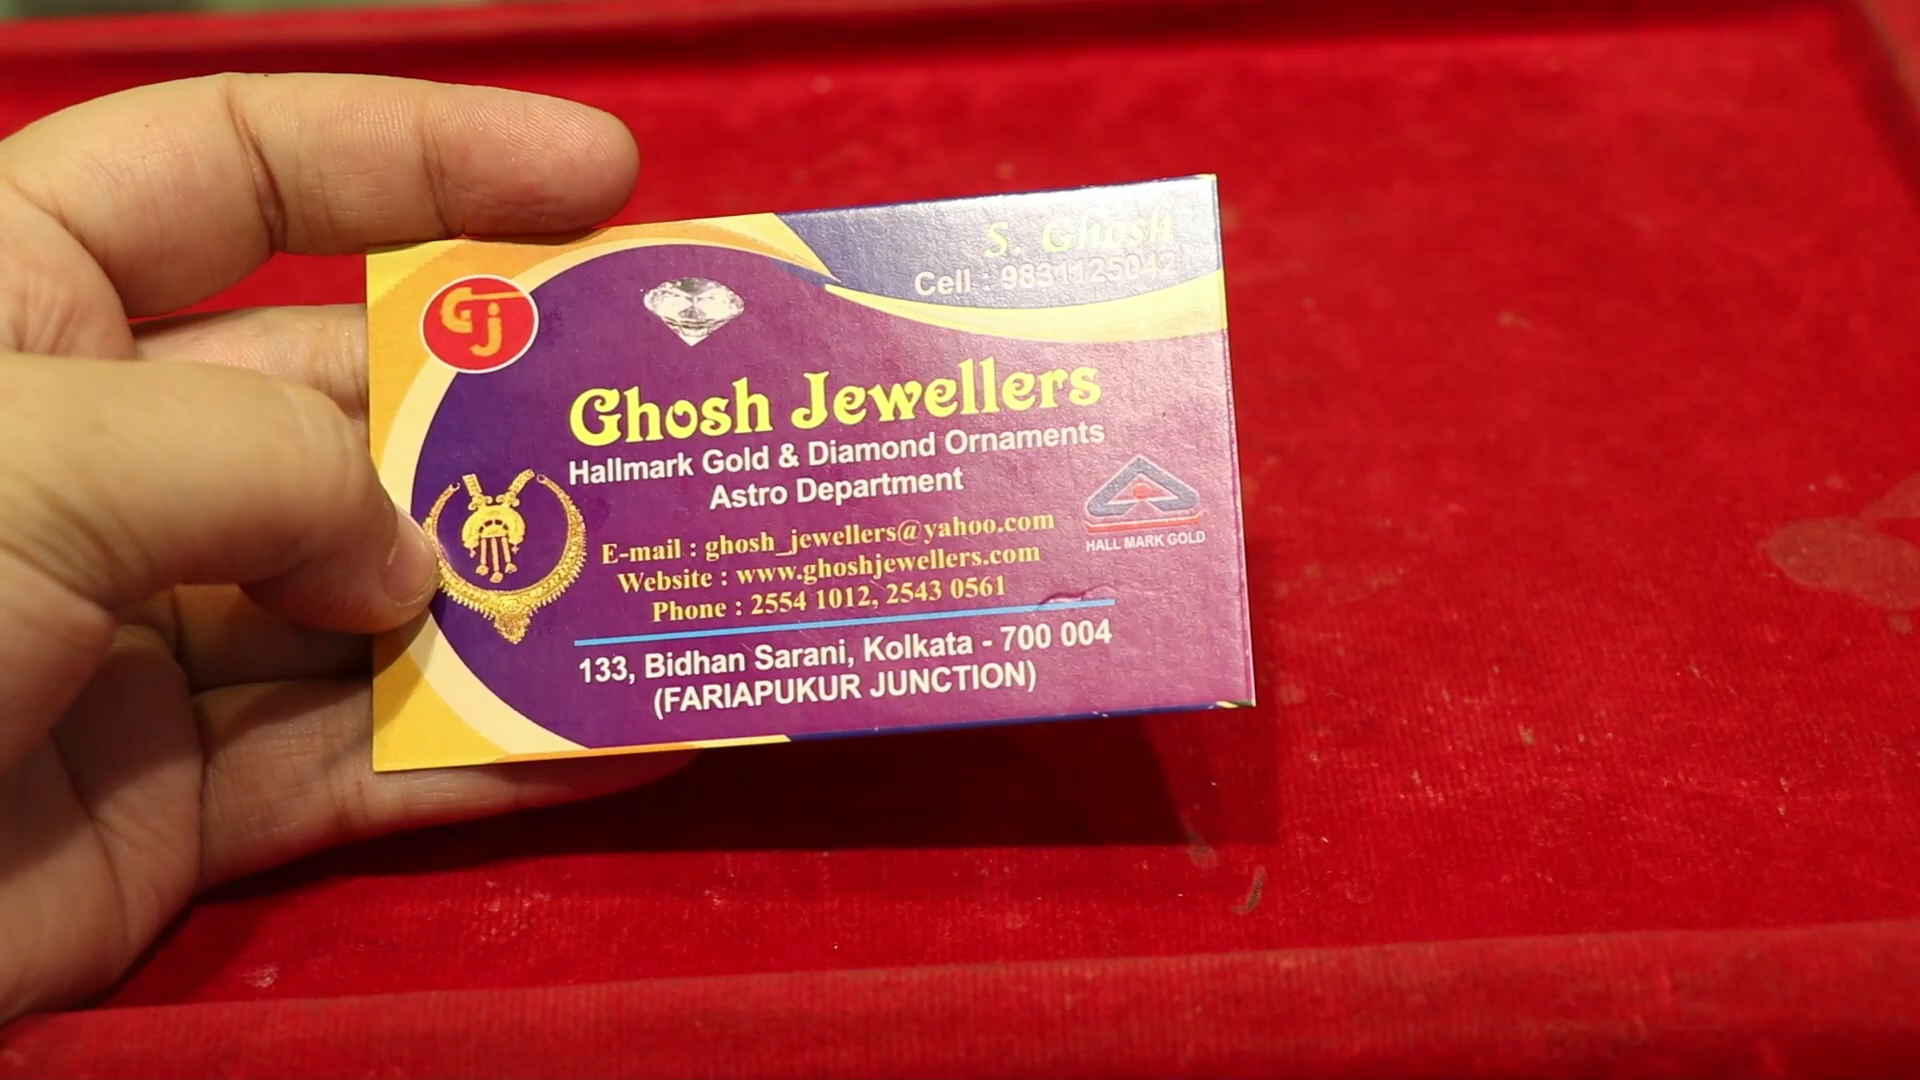 S. Ghosh
Cell : 9831125042
GJ
Ghosh Jewellers
Hallmark Gold & Diamond Ornaments
Astro Department
E-mail : ghosh_jewellers@yahoo.com
Website : www.ghoshjewellers.com
Phone : 2554 1012, 2543 0561
HALL MARK GOLD
133, Bidhan Sarani, Kolkata - 700 004
(FARIAPUKUR JUNCTION)